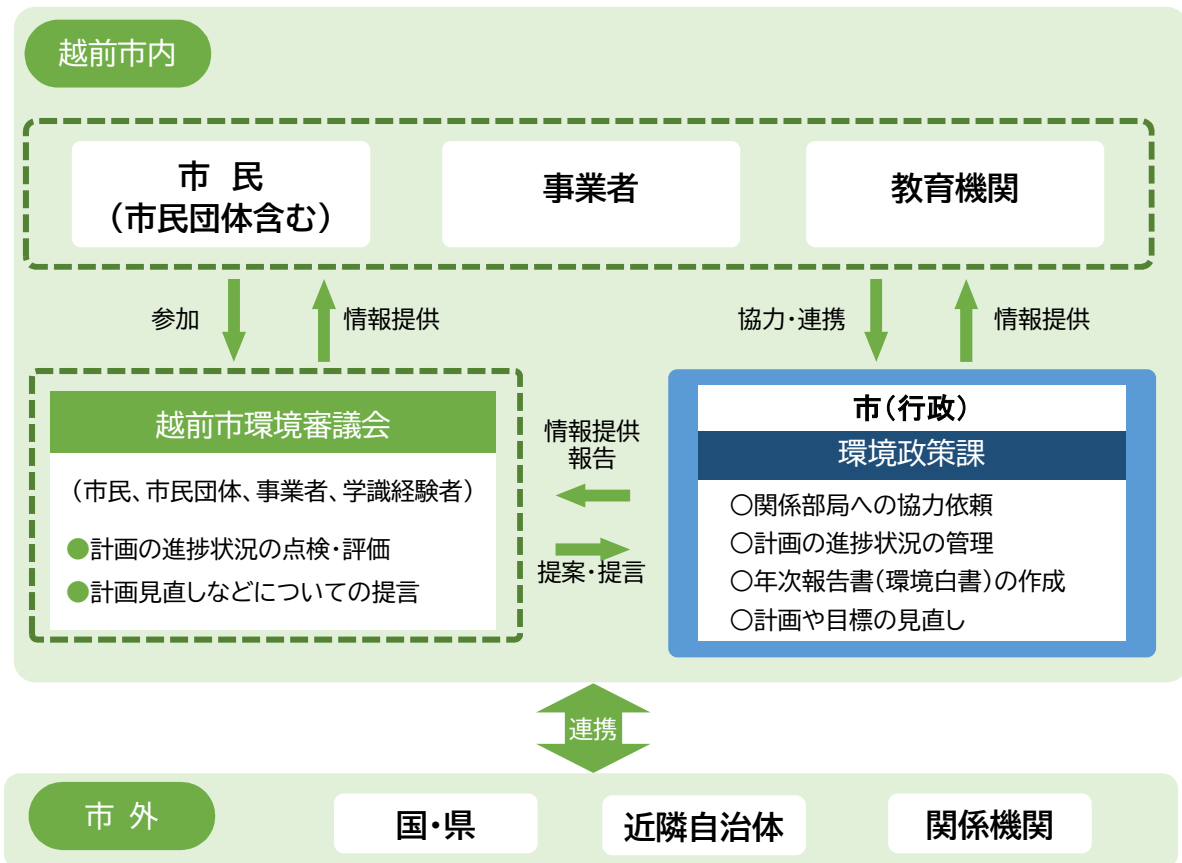 越前市内
市 民
（市民団体含む）
事業者
教育機関
参加
情報提供
協力・連携
情報提供
越前市環境審議会
（市民、市民団体、事業者、学識経験者）
●計画の進捗状況の点検・評価
●計画見直しなどについての提言
情報提供
報告
提案・提言
市（行政）
環境政策課
○関係部局への協力依頼
○計画の進捗状況の管理
○年次報告書（環境白書）の作成
○計画や目標の見直し
連携
市 外
国・県
近隣自治体
関係機関